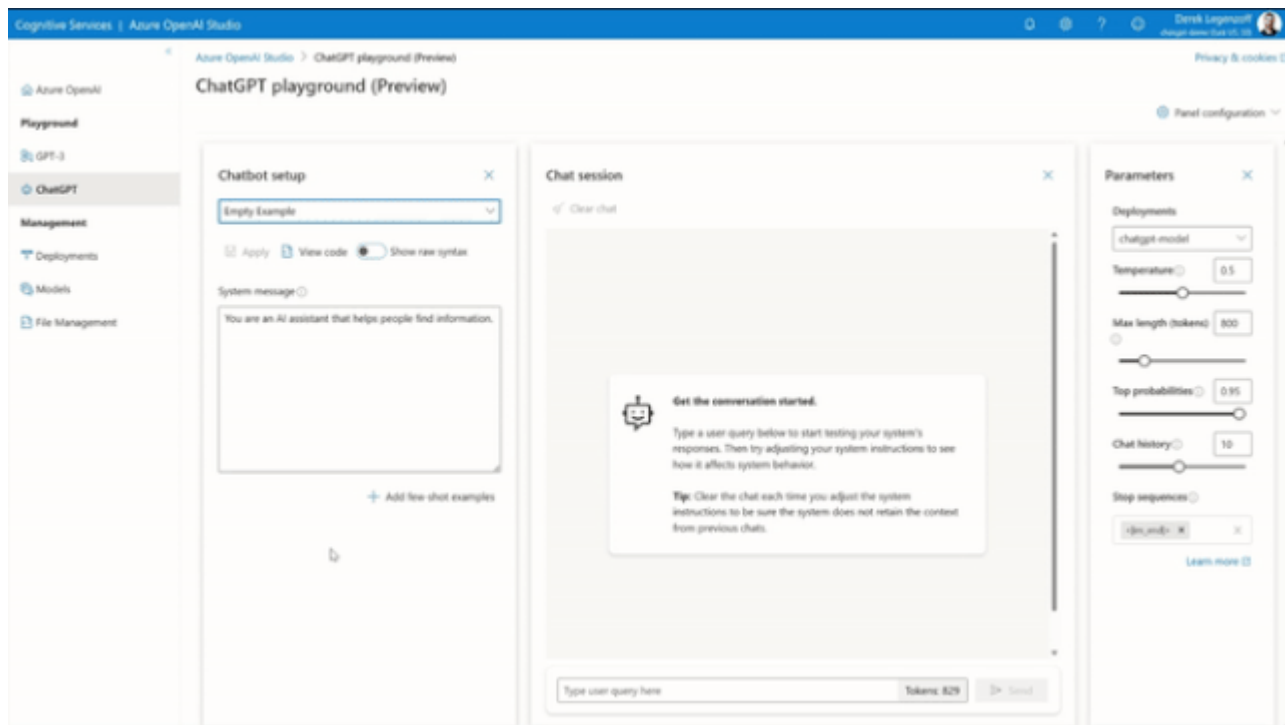 Cognitive Services | Azure OpenAI Studio
?
Derek Legenzoff
Azure OpenAI Studio > ChatGPT playground (Preview)
Privacy & cookies
ChatGPT playground (Preview)
Panel configuration
Azure OpenAI
Playground
GPT-3
ChatGPT
Management
Deployments
Models
File Management
Chatbot setup
Empty Example
Apply
View code
Show raw syntax
System message
You are an AI assistant that helps people find information.
+ Add few shot examples
Chat session
Clear chat
Get the conversation started.
Type a user query below to start testing your system's
responses. Then try adjusting your system instructions to see
how it affects system behavior.
Tip: Clear the chat each time you adjust the system
instructions to be sure the system does not retain the context
from previous chats.
Type user query here
Tokens: 829
Send
Parameters
Deployments
chatgpt-model
Temperature
0.5
Max length (tokens)
800
Top probabilities
0.95
Chat history
10
Stop sequences
<|im_end|>
Learn more